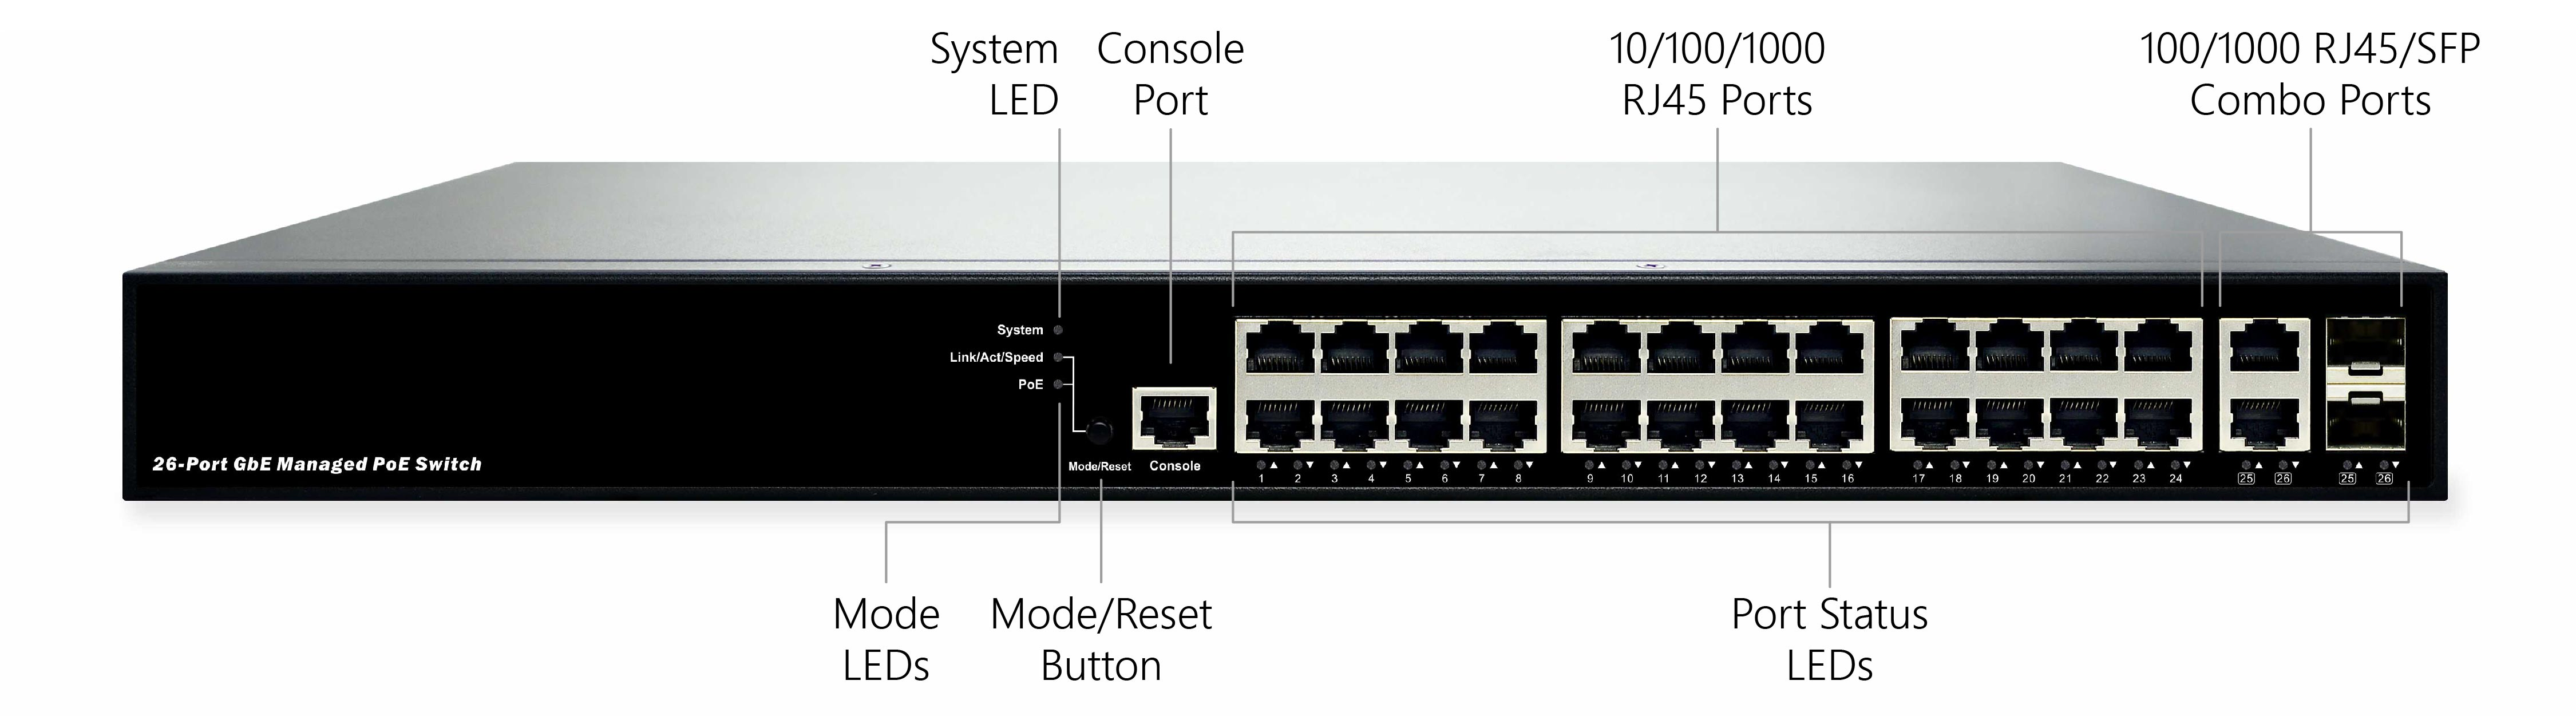 System
LED
Console
Port
10/100/1000
RJ45 Ports
100/1000 RJ45/SFP
Combo Ports
System
Link/Act/Speed
PoE
26-Port GbE Managed PoE Switch
Mode/Reset
Console
▲ ▼ ▲ ▼ ▲ ▼ ▲ ▼ ▲ ▼ ▲ ▼ ▲ ▼ ▲ ▼ ▲ ▼ ▲ ▼ ▲ ▼ ▲ ▼ ▲ ▼ ▲ ▼
1 2 3 4 5 6 7 8 9 10 11 12 13 14 15 16 17 18 19 20 21 22 23 24 25 26 25 26
Mode
LEDs
Mode/Reset
Button
Port Status
LEDs